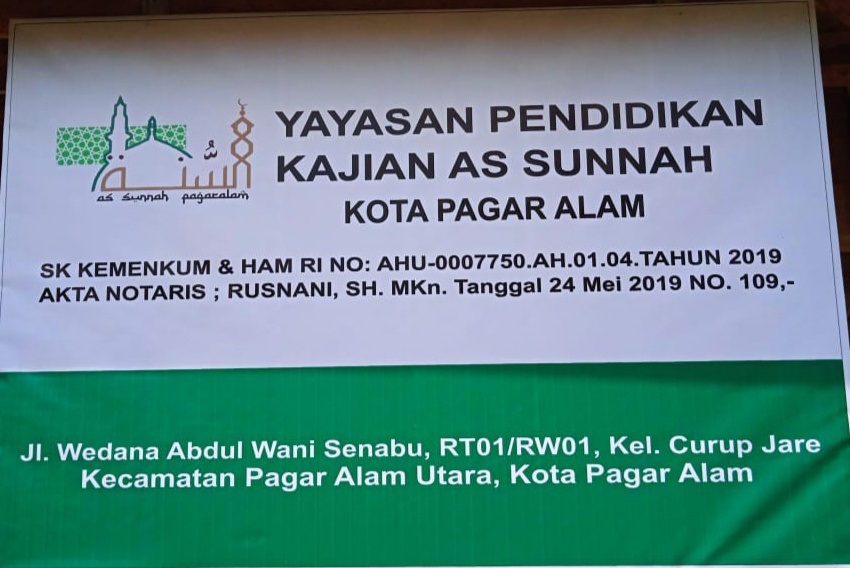 السُّنَّة
as sunnah pagaralam
YAYASAN PENDIDIKAN
KAJIAN AS SUNNAH
KOTA PAGAR ALAM
SK KEMENKUM & HAM RI NO: AHU-0007750.AH.01.04.TAHUN 2019
AKTA NOTARIS ; RUSNANI, SH. MKn. Tanggal 24 Mei 2019 NO. 109,-
Jl. Wedana Abdul Wani Senabu, RT01/RW01, Kel. Curup Jare
Kecamatan Pagar Alam Utara, Kota Pagar Alam